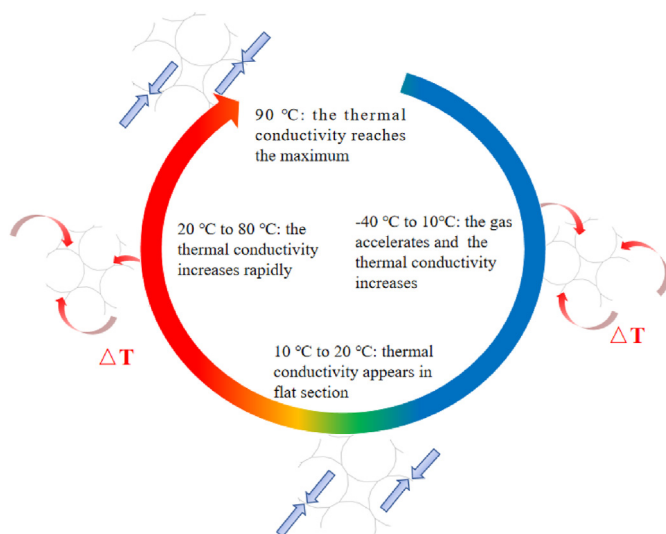 90 ℃: the thermal
conductivity reaches
the maximum
20 ℃ to 80 ℃: the
thermal conductivity
increases rapidly
-40 ℃ to 10℃: the gas
accelerates and the
thermal conductivity
increases
△T
△T
10 ℃ to 20 ℃: thermal
conductivity appears in
flat section